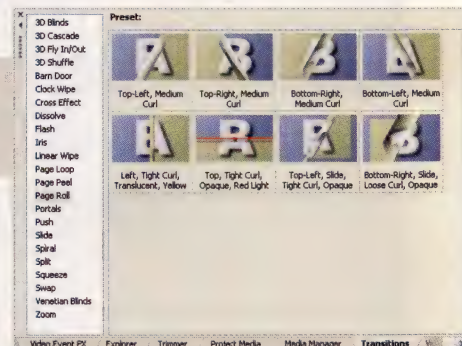 3D Blinds
3D Cascade
3D Fly In/Out
3D Shuffle
Barn Door
Clock Wipe
Cross Effect
Dissolve
Flash
Iris
Linear Wipe
Page Loop
Page Peel
Page Roll
Portals
Push
Slide
Spiral
Split
Squeeze
Swap
Venetian Blinds
Zoom
Preset:
Top-Left, Medium
Curl
Top-Right, Medium
Curl
Bottom-Right,
Medium Curl
Bottom-Left, Medium
Curl
Left, Tight Curl,
Translucent, Yellow
Top, Tight Curl,
Opaque, Red Light
Top-Left, Slide,
Tight Curl, Opaque
Bottom-Right, Slide,
Loose Curl, Opaque
Video Event FX Explorer Trimmer Project Media Media Manager Transitions